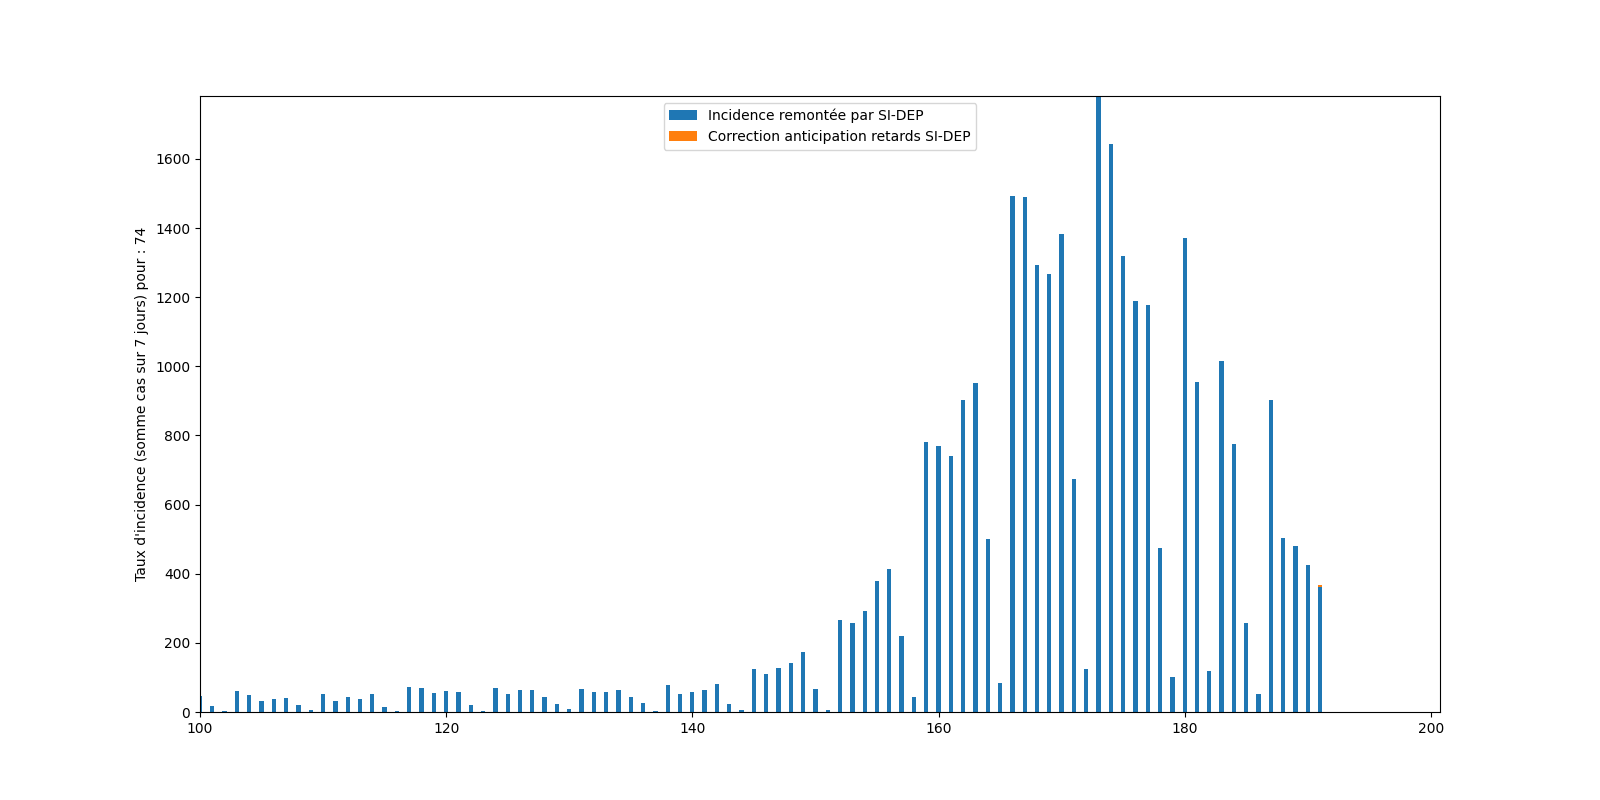 Incidence remontée par SI-DEP
Correction anticipation retards SI-DEP
Taux d'incidence (somme cas sur 7 jours) pour : 74
1600
1400
1200
1000
800
600
400
200
0
100 120 140 160 180 200